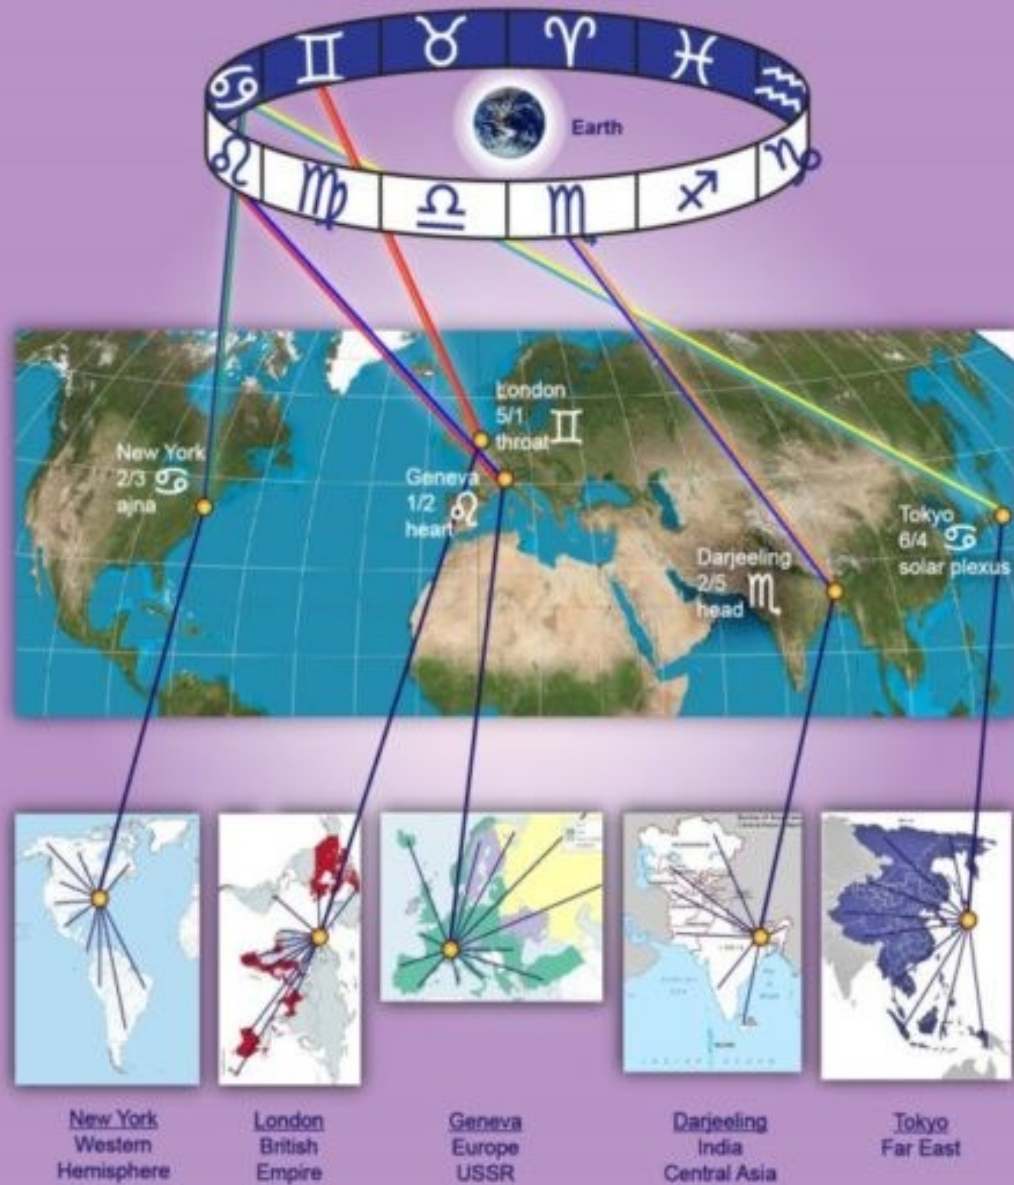 ♋ ♊ ♉ ♈ ♓ ♒
Earth
♌ ♍ ♎ ♏ ♐ ♑
London
5/1 ♊
throat
New York
2/3 ♋
ajna
Geneva
1/2 ♌
heart
Tokyo
6/4 ♋
solar plexus
Darjeeling
2/5 ♏
head
New York
Western
Hemisphere
London
British
Empire
Geneva
Europe
USSR
Darjeeling
India
Central Asia
Tokyo
Far East